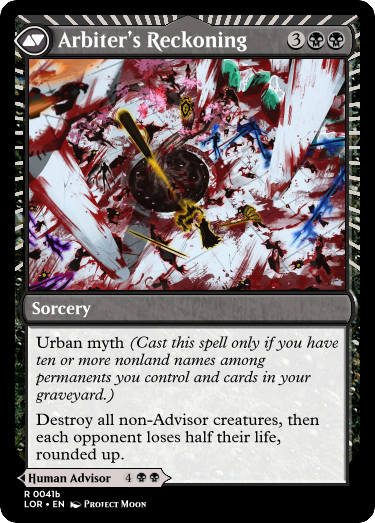 Arbiter's Reckoning 3
Sorcery
Urban myth (Cast this spell only if you have
ten or more nonland names among
permanents you control and cards in your
graveyard.)
Destroy all non-Advisor creatures, then
each opponent loses half their life,
rounded up.
Human Advisor 4
R 0041b
LOR • EN Protect Moon